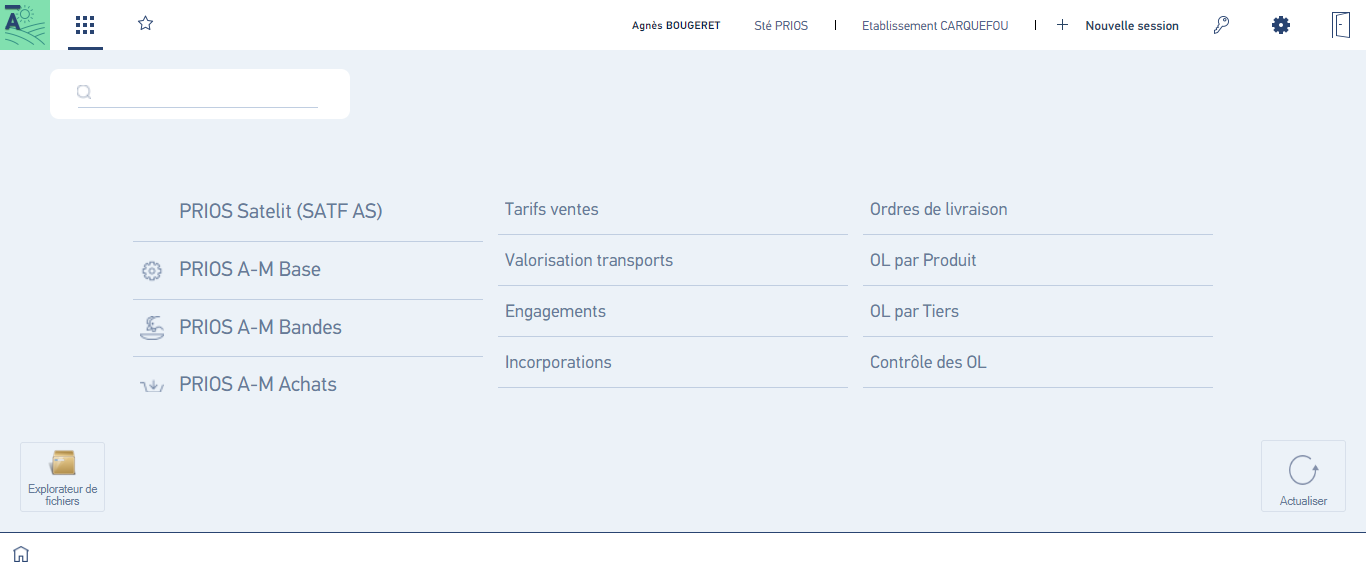 Ā
Agnès BOUGERET
Sté PRIOS
Etablissement CARQUEFOU
Nouvelle session
PRIOS Satelit (SATF AS)
PRIOS A-M Base
PRIOS A-M Bandes
PRIOS A-M Achats
Tarifs ventes
Valorisation transports
Engagements
Incorporations
Ordres de livraison
OL par Produit
OL par Tiers
Contrôle des OL
Explorateur de
fichiers
Actualiser